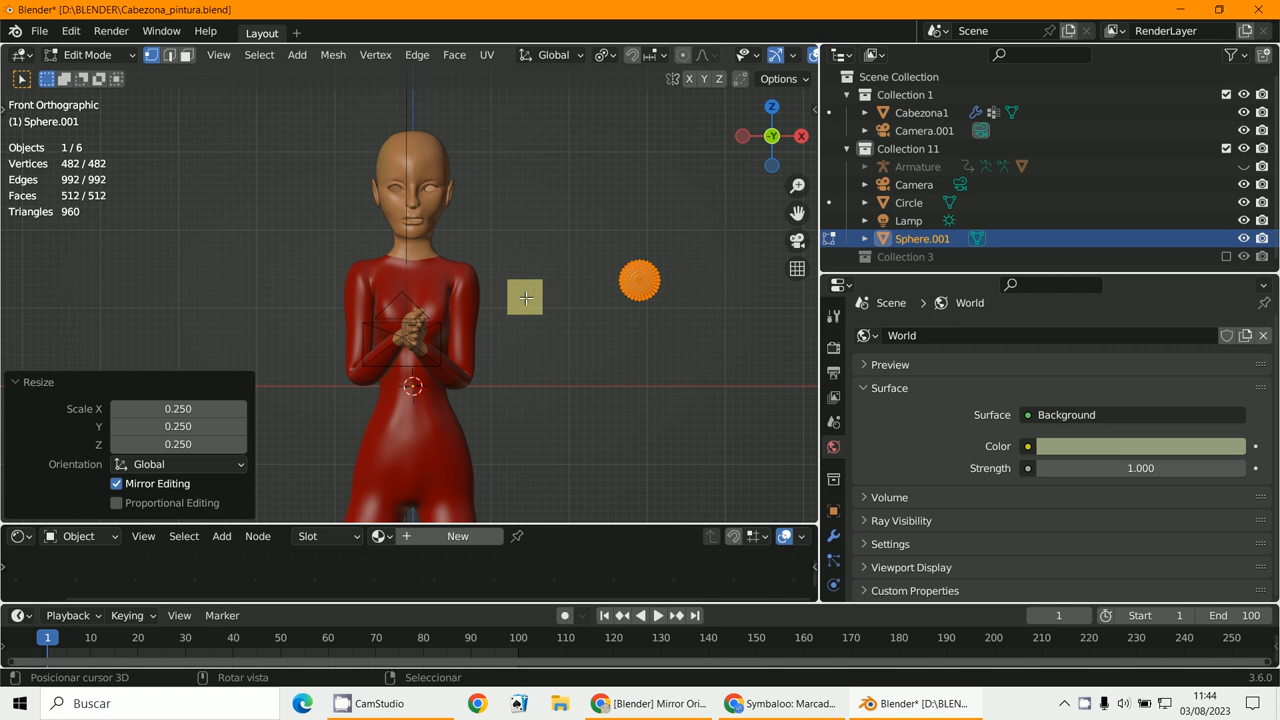 Blender* [D:\BLENDER\Cabezona_pintura.blend]
File Edit Render Window Help Layout Scene RenderLayer
Edit Mode View Select Add Mesh Vertex Edge Face UV Global
X Y Z Options
Front Orthographic
(1) Sphere.001
Objects 1 / 6
Vertices 482 / 482
Edges 992 / 992
Faces 512 / 512
Triangles 960
Z
-Y
X
Resize
Scale X 0.250
Y 0.250
Z 0.250
Orientation Global
Mirror Editing
Proportional Editing
Object View Select Add Node Slot New
Scene Collection
Collection 1
Cabezona1
Camera.001
Collection 11
Armature
Camera
Circle
Lamp
Sphere.001
Collection 3
Scene World
World
Preview
Surface
Surface Background
Color
Strength 1.000
Volume
Ray Visibility
Settings
Viewport Display
Custom Properties
Playback Keying View Marker 1 Start 1 End 100
1 10 20 30 40 50 60 70 80 90 100 110 120 130 140 150 160 170 180 190 200 210 220 230 240 250
Posicionar cursor 3D Rotar vista Seleccionar 3.6.0
Buscar CamStudio [Blender] Mirror Ori... Symbaloo: Marcad... Blender* [D:\BLEN... 11:44
03/08/2023